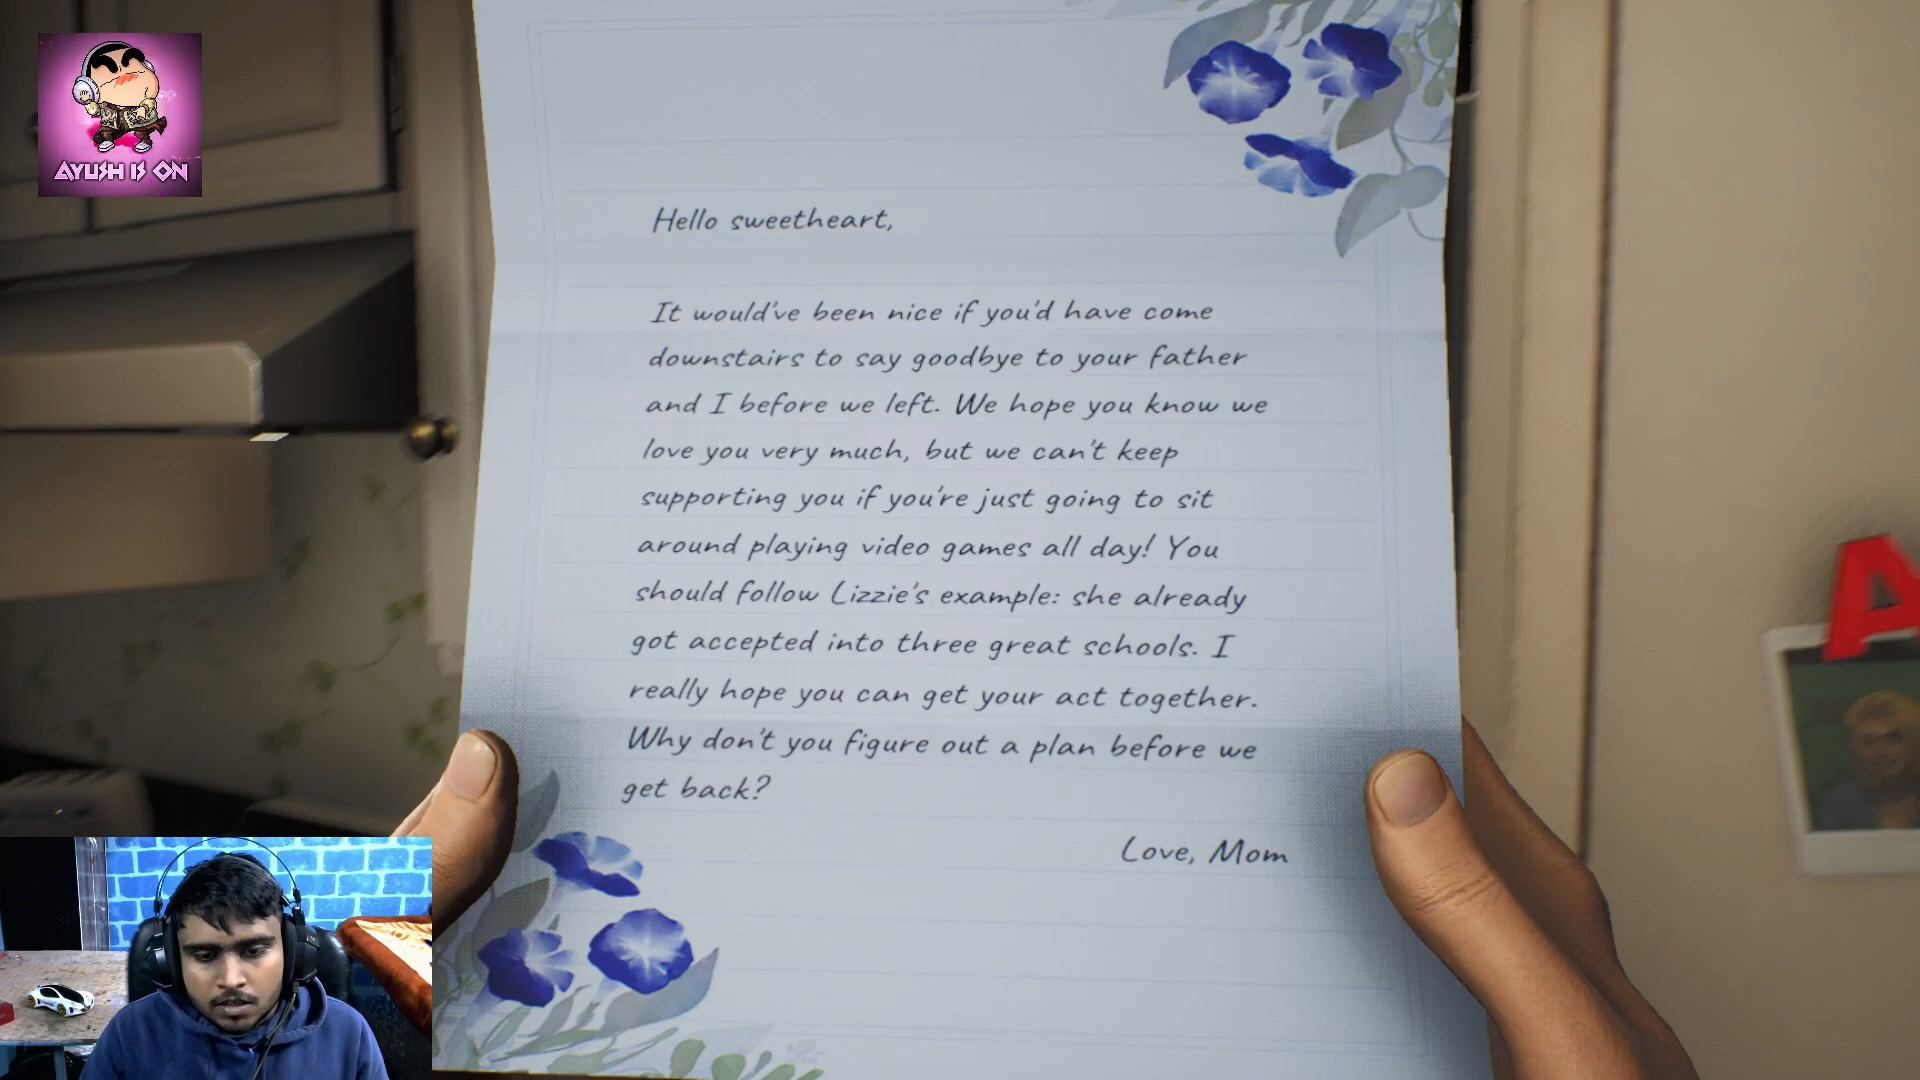 AYUSH IS ON
Hello sweetheart,
It would've been nice if you'd have come
downstairs to say goodbye to your father
and I before we left. We hope you know we
love you very much, but we can't keep
supporting you if you're just going to sit
around playing video games all day! You
should follow Lizzie's example: she already
got accepted into three great schools. I
really hope you can get your act together.
Why don't you figure out a plan before we
get back?
Love, Mom
A